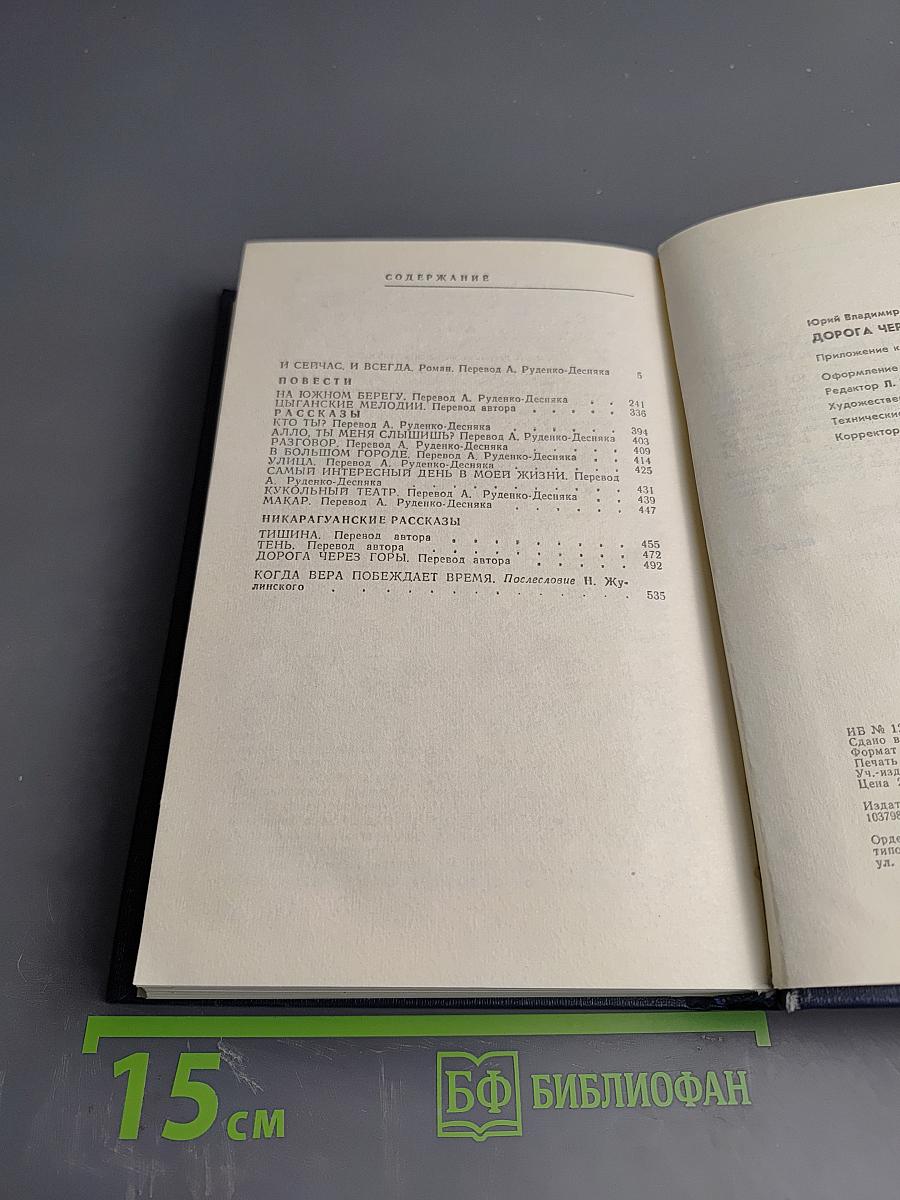 СОДЕРЖАНИЕ
И СЕЙЧАС, И ВСЕГДА. Роман. Перевод А. Руденко-Десняка 5
ПОВЕСТИ
НА ЮЖНОМ БЕРЕГУ. Перевод А. Руденко-Десняка . . 241
ЦЫГАНСКИЕ МЕЛОДИИ. Перевод автора . . . . . 336
РАССКАЗЫ
КТО ТЫ? Перевод А. Руденко-Десняка . . . . . 394
АЛЛО, ТЫ МЕНЯ СЛЫШИШЬ? Перевод А. Руденко-Десняка 403
РАЗГОВОР. Перевод А. Руденко-Десняка . . . . . 409
В БОЛЬШОМ ГОРОДЕ. Перевод А. Руденко-Десняка . . 414
УЛИЦА. Перевод А. Руденко-Десняка . . . . . . 425
САМЫЙ ИНТЕРЕСНЫЙ ДЕНЬ В МОЕЙ ЖИЗНИ. Перевод
А. Руденко-Десняка . . . . . . . . . . 431
КУКОЛЬНЫЙ ТЕАТР. Перевод А. Руденко-Десняка . . . 439
МАКАР. Перевод А. Руденко-Десняка . . . . . . 447
НИКАРАГУАНСКИЕ РАССКАЗЫ
ТИШИНА. Перевод автора . . . . . . . . . 455
ТЕНЬ. Перевод автора . . . . . . . . . . 472
ДОРОГА ЧЕРЕЗ ГОРЫ. Перевод автора . . . . . 492
КОГДА ВЕРА ПОБЕЖДАЕТ ВРЕМЯ. Послесловие Н. Жу-
линского . . . . . . . . . . . . . 535
Юрий Владимир
ДОРОГА ЧЕР
Приложение к
Оформление
Редактор Л.
Художестве
Технически
Корректор
ИБ № 1
Сдано в
Формат
Печать
Уч.-изд
Цена 2
Издат
103798
Орде
типо
ул.
15 см
БФ БИБЛИОФАН